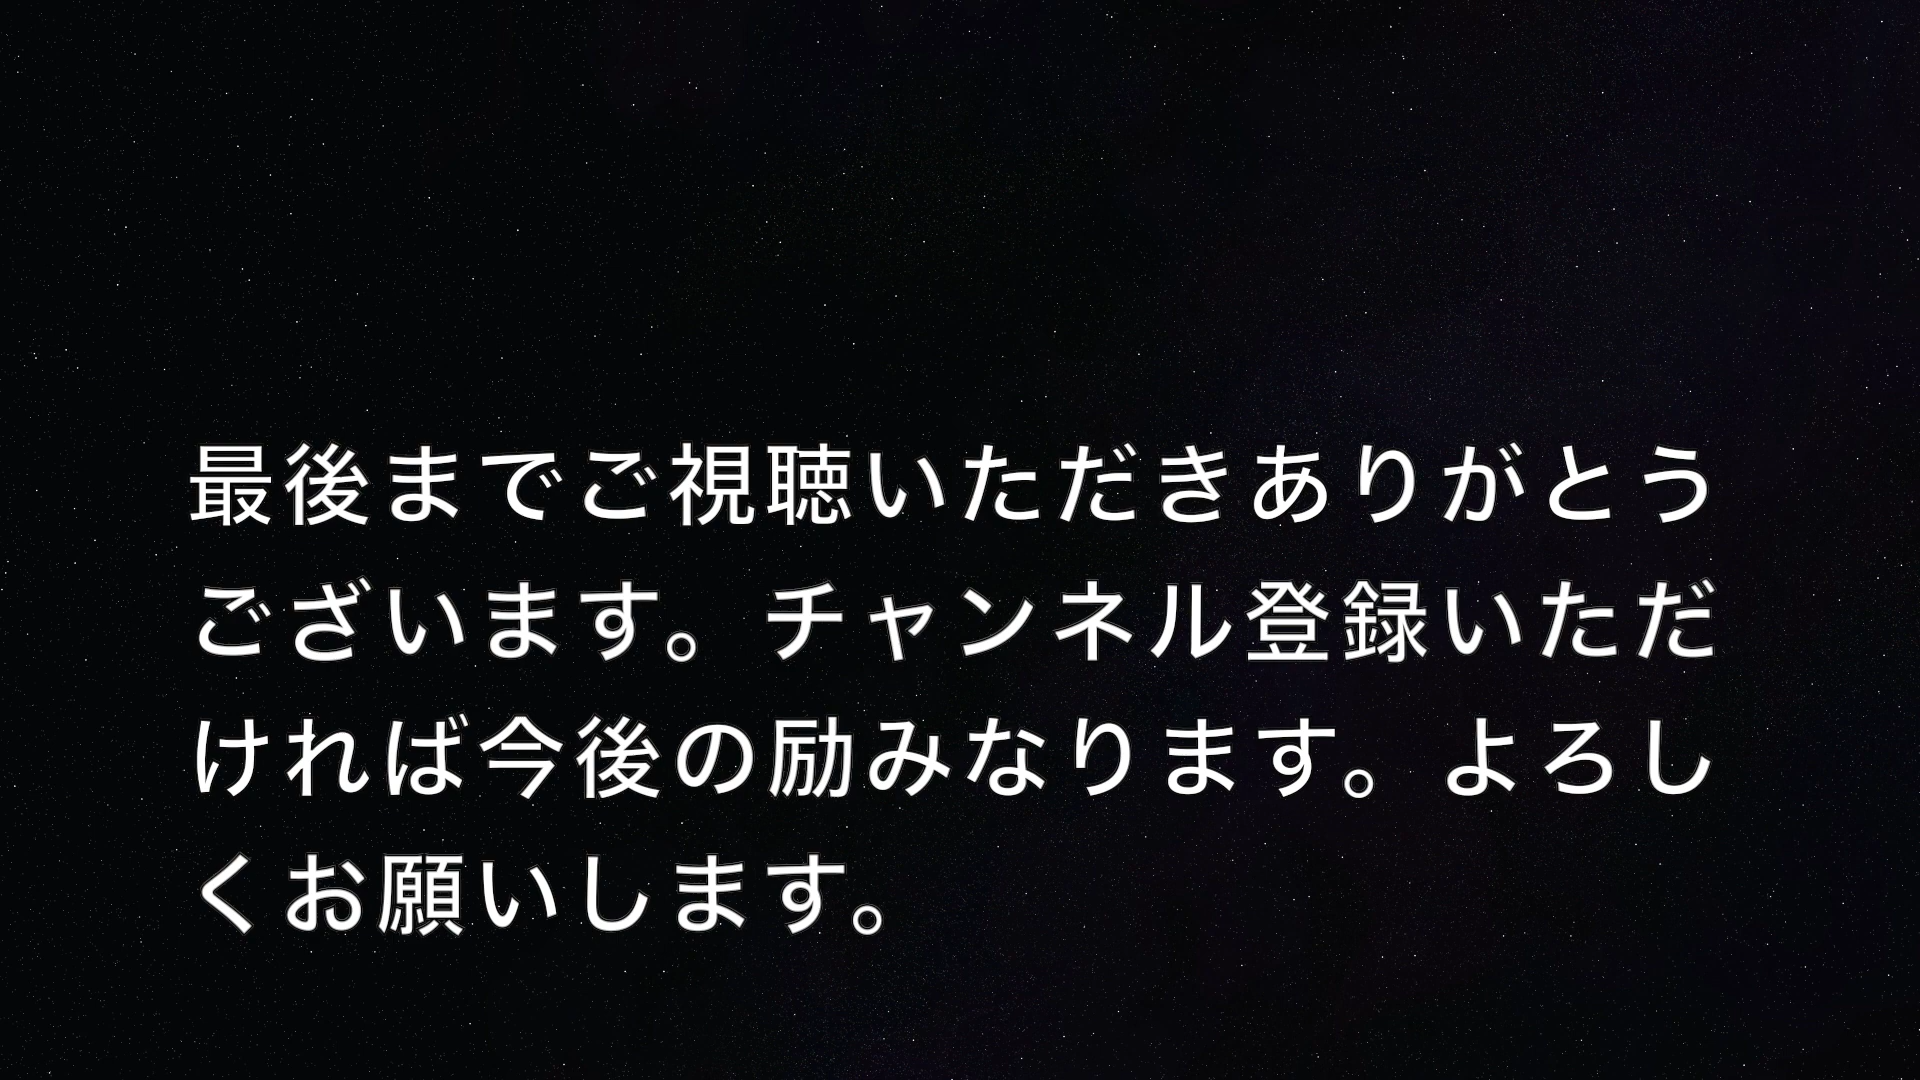 最後までご視聴いただきありがとう
ございます。チャンネル登録いただ
ければ今後の励みなります。よろし
くお願いします。